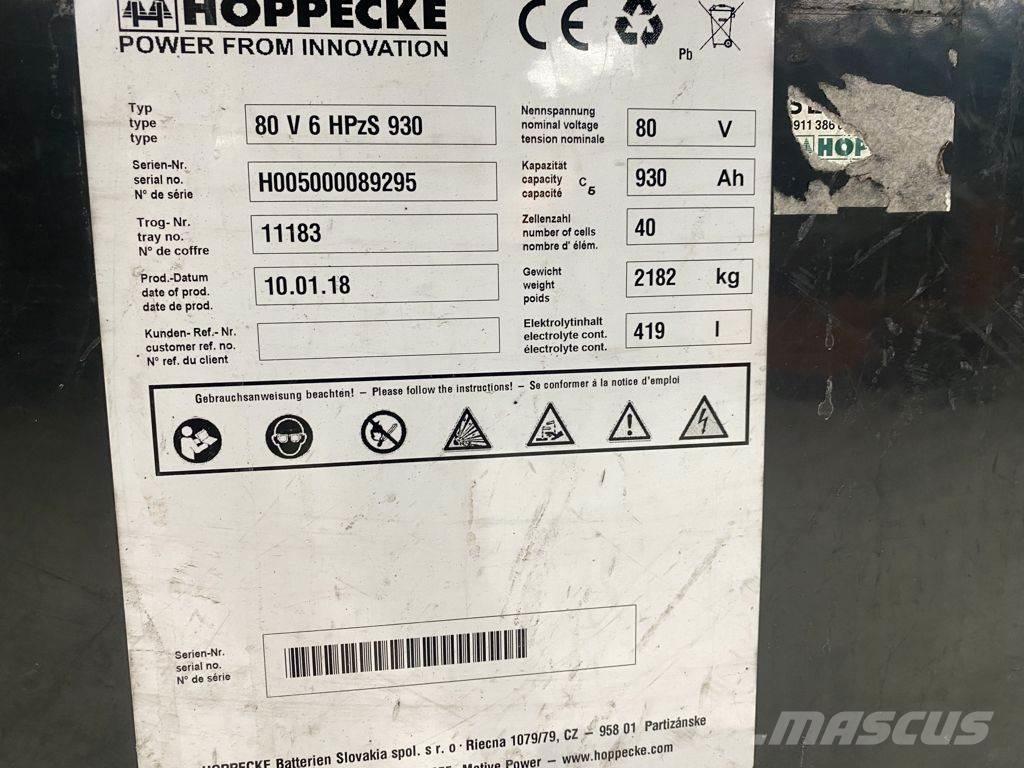 HOPPECKE
POWER FROM INNOVATION
CE
Pb
Typ
type
type
80 V 6 HPzS 930
Serien-Nr.
serial no.
N° de série
H005000089295
Trog- Nr.
tray no.
N° de coffre
11183
Prod.-Datum
date of prod.
date de prod.
10.01.18
Kunden- Ref.- Nr.
customer ref. no.
N° ref. du client
Nennspannung
nominal voltage
tension nominale
80 V
Kapazität
capacity C5
capacité
930 Ah
Zellenzahl
number of cells
nombre d' élém.
40
Gewicht
weight
poids
2182 kg
Elektrolytinhalt
electrolyte cont.
électrolyte cont.
419 l
Gebrauchsanweisung beachten! – Please follow the instructions! – Se conformer à la notice d'emploi
Serien-Nr.
serial no.
N° de série
HOPPECKE Batterien Slovakia spol. s r. o · Riecna 1079/79, CZ – 958 01 Partizánske
Motive Power – www.hoppecke.com
911 386
HOP
MASCUS